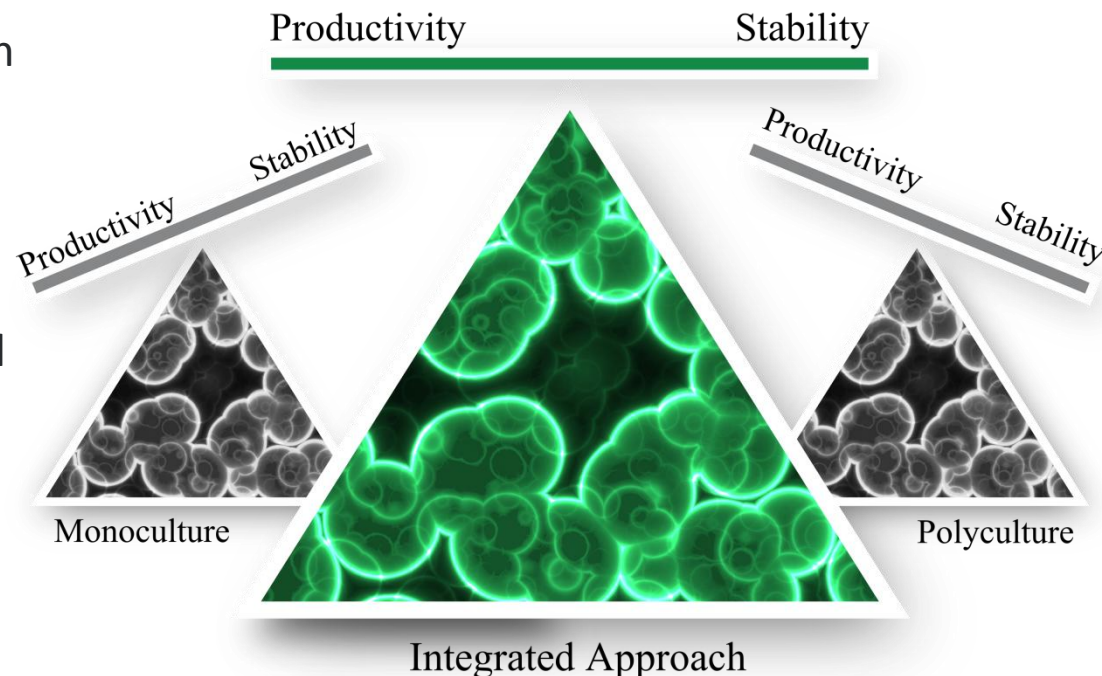 Productivity Stability
Productivity Stability
Productivity Stability
Monoculture
Polyculture
Integrated Approach